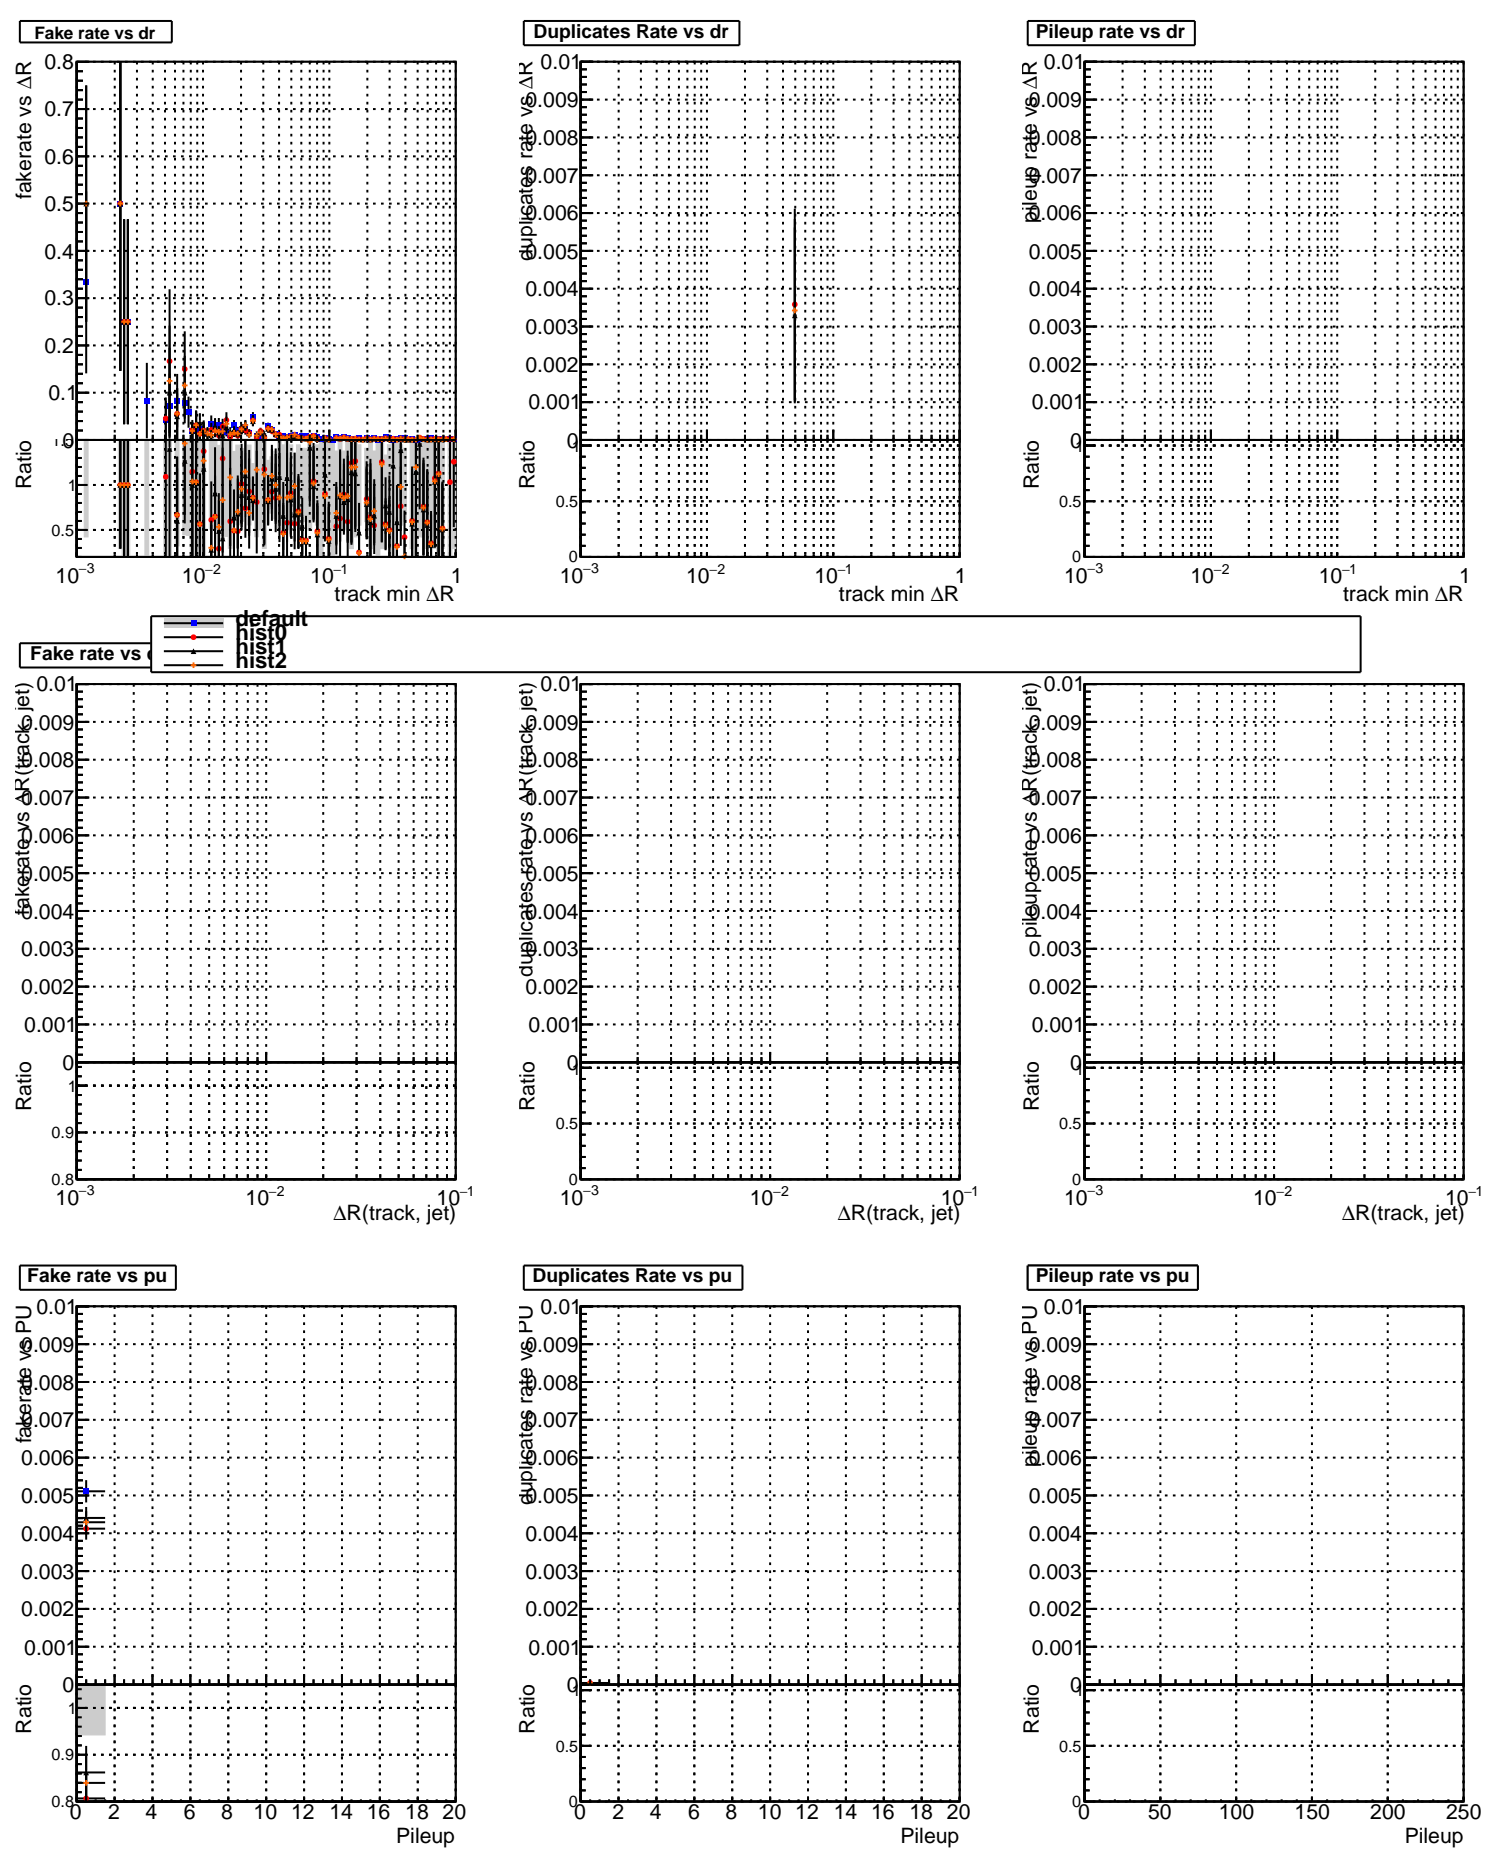 Fake rate vs dr
fakerate vs ΔR
0.8
0.7
0.6
0.5
0.4
0.3
0.2
0.1
0
Ratio
1
0.5
10−3 10−2 10−1 1
track min ΔR
Duplicates Rate vs dr
duplicates rate vs ΔR
0.01
0.009
0.008
0.007
0.006
0.005
0.004
0.003
0.002
0.001
0
Ratio
1
0.5
0
10−3 10−2 10−1 1
track min ΔR
Pileup rate vs dr
pileup rate vs ΔR
0.01
0.009
0.008
0.007
0.006
0.005
0.004
0.003
0.002
0.001
0
Ratio
1
0.5
0
10−3 10−2 10−1 1
track min ΔR
default
hist0
hist1
hist2
Fake rate vs
fakerate vs ΔR(track, jet)
0.01
0.009
0.008
0.007
0.006
0.005
0.004
0.003
0.002
0.001
0
Ratio
1
0.9
0.8
10−3 10−2 10−1
ΔR(track, jet)
duplicates rate vs ΔR(track, jet)
0.01
0.009
0.008
0.007
0.006
0.005
0.004
0.003
0.002
0.001
0
Ratio
1
0.5
0
10−3 10−2 10−1
ΔR(track, jet)
pileup rate vs ΔR(track, jet)
0.01
0.009
0.008
0.007
0.006
0.005
0.004
0.003
0.002
0.001
0
Ratio
1
0.5
0
10−3 10−2 10−1
ΔR(track, jet)
Fake rate vs pu
fakerate vs PU
0.01
0.009
0.008
0.007
0.006
0.005
0.004
0.003
0.002
0.001
0
Ratio
1
0.9
0.8
0 2 4 6 8 10 12 14 16 18 20
Pileup
Duplicates Rate vs pu
duplicates rate vs PU
0.01
0.009
0.008
0.007
0.006
0.005
0.004
0.003
0.002
0.001
0
Ratio
1
0.5
0
0 2 4 6 8 10 12 14 16 18 20
Pileup
Pileup rate vs pu
pileup rate vs PU
0.01
0.009
0.008
0.007
0.006
0.005
0.004
0.003
0.002
0.001
0
Ratio
1
0.5
0
0 50 100 150 200 250
Pileup